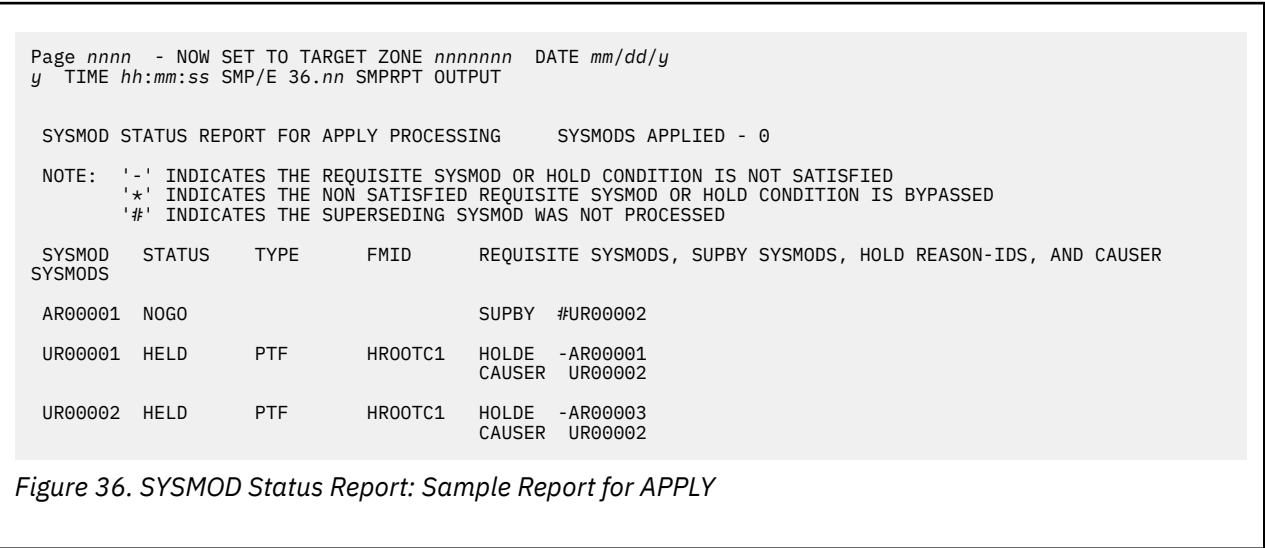 Page nnnn - NOW SET TO TARGET ZONE nnnnnnn DATE mm/dd/y
y TIME hh:mm:ss SMP/E 36.nn SMPRPT OUTPUT
SYSMOD STATUS REPORT FOR APPLY PROCESSING SYSMODS APPLIED - 0
NOTE: '-' INDICATES THE REQUISITE SYSMOD OR HOLD CONDITION IS NOT SATISFIED
'*' INDICATES THE NON SATISFIED REQUISITE SYSMOD OR HOLD CONDITION IS BYPASSED
'#' INDICATES THE SUPERSEDING SYSMOD WAS NOT PROCESSED
SYSMOD STATUS TYPE FMID REQUISITE SYSMODS, SUPBY SYSMODS, HOLD REASON-IDS, AND CAUSER
SYSMODS
AR00001 NOGO SUPBY #UR00002
UR00001 HELD PTF HROOTC1 HOLDE -AR00001
CAUSER UR00002
UR00002 HELD PTF HROOTC1 HOLDE -AR00003
CAUSER UR00002
Figure 36. SYSMOD Status Report: Sample Report for APPLY